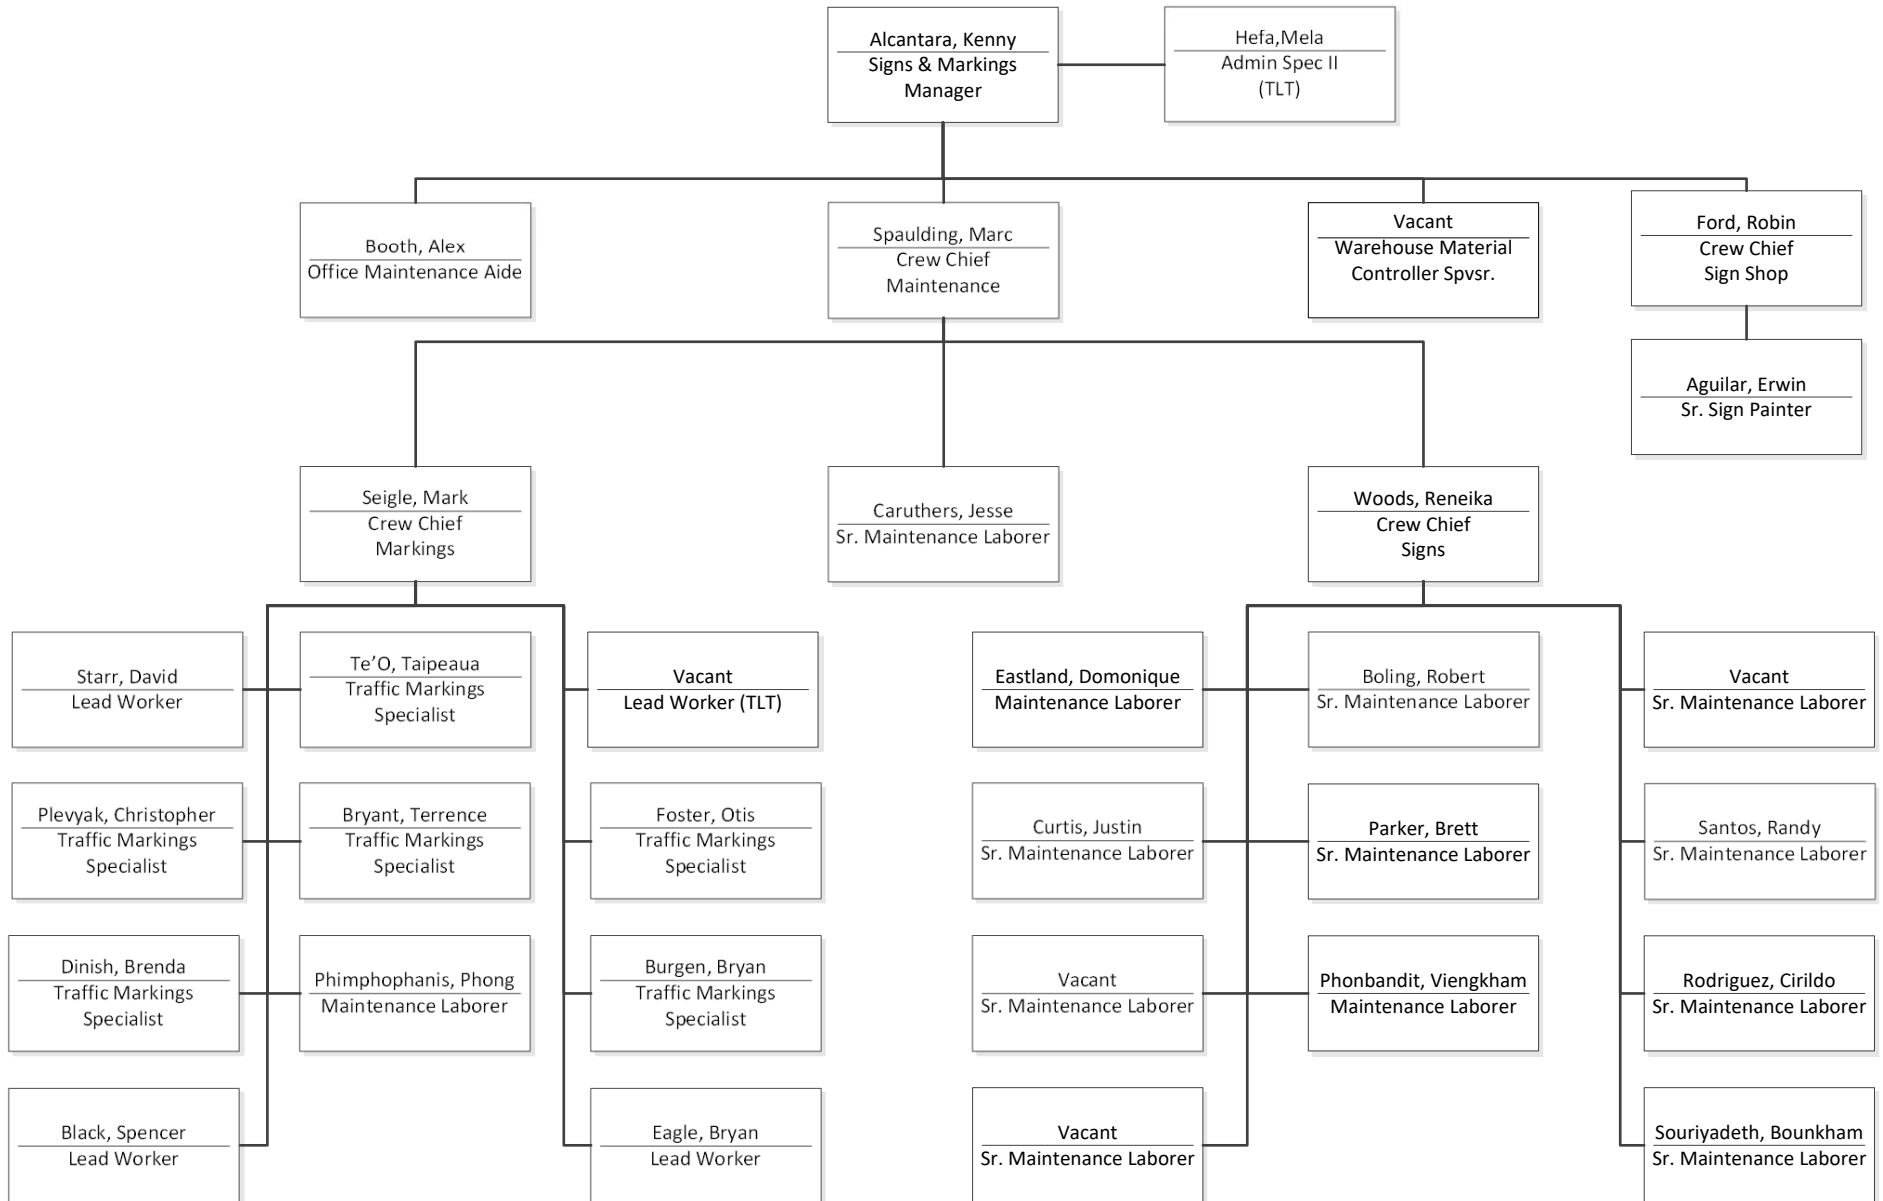 Alcantara, Kenny
Signs & Markings
Manager
Hefa,Mela
Admin Spec II
(TLT)
Booth, Alex
Office Maintenance Aide
Spaulding, Marc
Crew Chief
Maintenance
Vacant
Warehouse Material
Controller Spvsr.
Ford, Robin
Crew Chief
Sign Shop
Aguilar, Erwin
Sr. Sign Painter
Seigle, Mark
Crew Chief
Markings
Caruthers, Jesse
Sr. Maintenance Laborer
Woods, Reneika
Crew Chief
Signs
Starr, David
Lead Worker
Te’O, Taipeaua
Traffic Markings
Specialist
Vacant
Lead Worker (TLT)
Eastland, Domonique
Maintenance Laborer
Boling, Robert
Sr. Maintenance Laborer
Vacant
Sr. Maintenance Laborer
Plevyak, Christopher
Traffic Markings
Specialist
Bryant, Terrence
Traffic Markings
Specialist
Foster, Otis
Traffic Markings
Specialist
Curtis, Justin
Sr. Maintenance Laborer
Parker, Brett
Sr. Maintenance Laborer
Santos, Randy
Sr. Maintenance Laborer
Dinish, Brenda
Traffic Markings
Specialist
Phimphophanis, Phong
Maintenance Laborer
Burgen, Bryan
Traffic Markings
Specialist
Vacant
Sr. Maintenance Laborer
Phonbandit, Viengkham
Maintenance Laborer
Rodriguez, Cirildo
Sr. Maintenance Laborer
Black, Spencer
Lead Worker
Eagle, Bryan
Lead Worker
Vacant
Sr. Maintenance Laborer
Souriyadeth, Bounkham
Sr. Maintenance Laborer